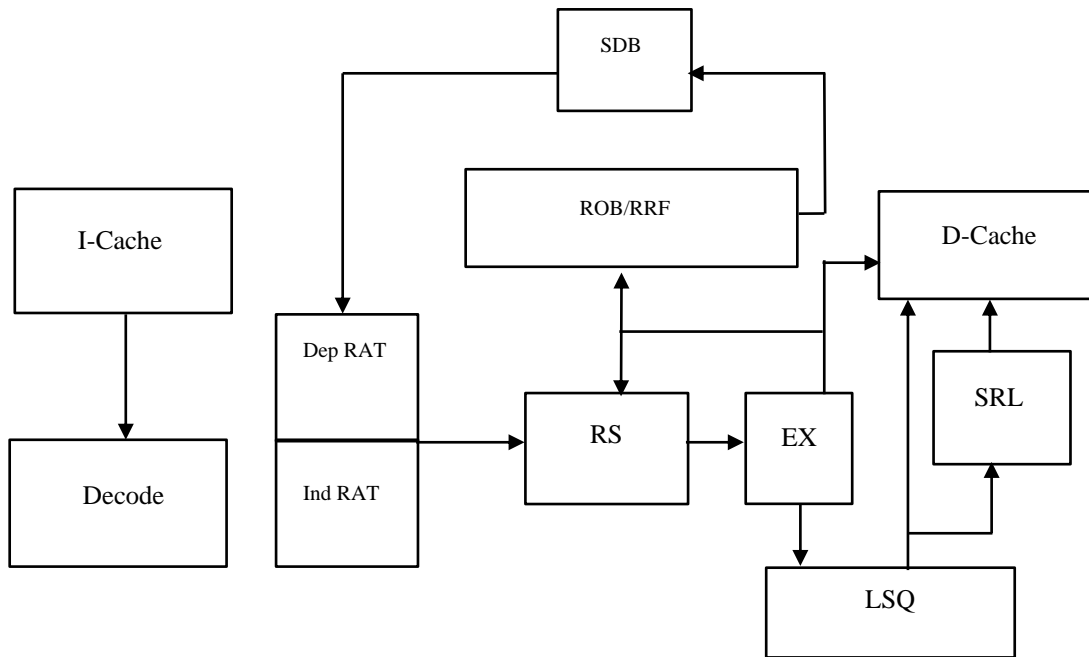 SDB
ROB/RRF
I-Cache
D-Cache
Dep RAT
SRL
RS
EX
Decode
Ind RAT
LSQ